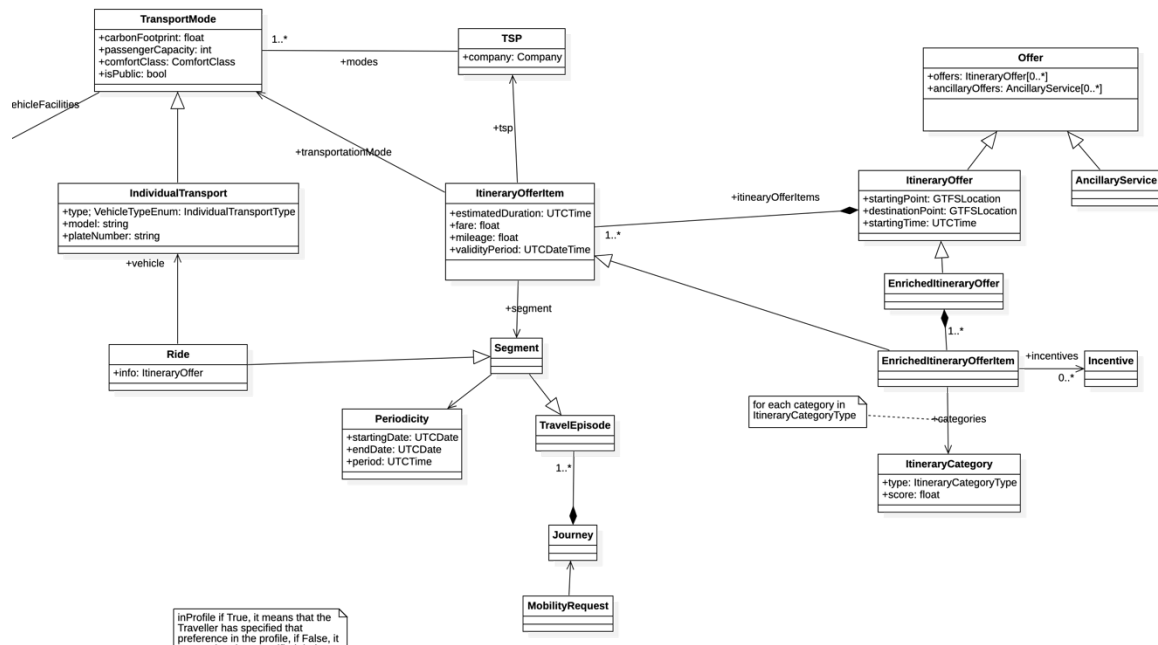 TransportMode
+carbonFootprint: float
+passengerCapacity: int
+comfortClass: ComfortClass
+isPublic: bool
1..*
+modes
TSP
+company: Company
Offer
+offers: ItineraryOffer[0..*]
+ancillaryOffers: AncillaryService[0..*]
ehicleFacilities
+tsp
+transportationMode
IndividualTransport
+type; VehicleTypeEnum: IndividualTransportType
+model: string
+plateNumber: string
+vehicle
ItineraryOfferItem
+estimatedDuration: UTCTime
+fare: float
+mileage: float
+validityPeriod: UTCDateTime
+itinearyOfferItems
1..*
ItineraryOffer
+startingPoint: GTFSLocation
+destinationPoint: GTFSLocation
+startingTime: UTCTime
AncillaryService
EnrichedItineraryOffer
+segment
1..*
Ride
+info: ItineraryOffer
Segment
EnrichedItineraryOfferItem
+incentives
0..*
Incentive
Periodicity
+startingDate: UTCDate
+endDate: UTCDate
+period: UTCTime
TravelEpisode
1..*
for each category in
ItineraryCategoryType
+categories
ItineraryCategory
+type: ItineraryCategoryType
+score: float
Journey
MobilityRequest
inProfile if True, it means that the
Traveller has specified that
preference in the profile, if False, it